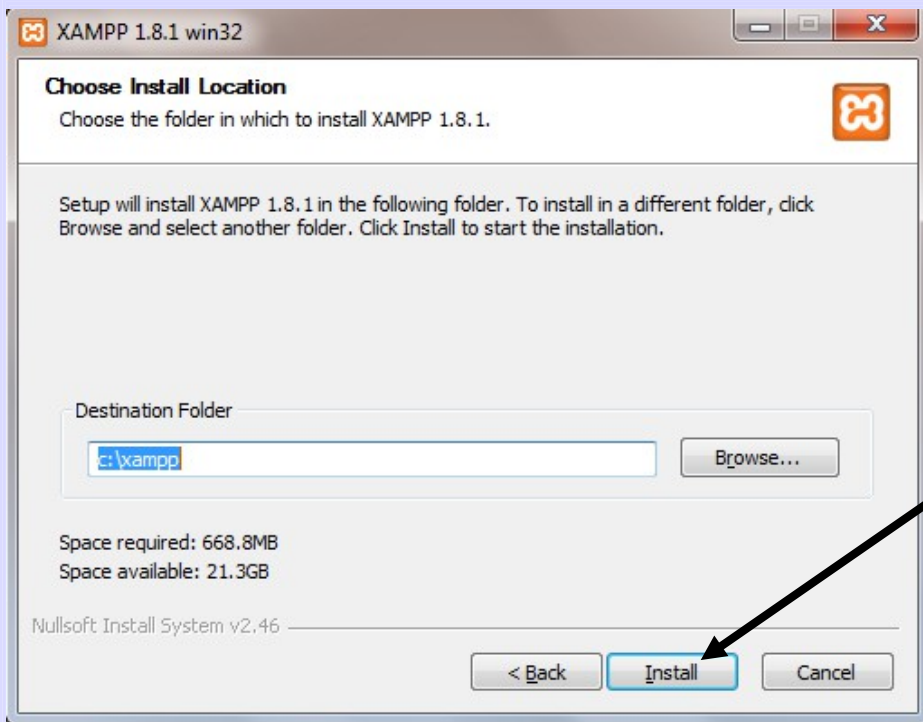 XAMPP 1.8.1 win32
Choose Install Location
Choose the folder in which to install XAMPP 1.8.1.
Setup will install XAMPP 1.8.1 in the following folder. To install in a different folder, click
Browse and select another folder. Click Install to start the installation.
Destination Folder
c:\xampp
Browse...
Space required: 668.8MB
Space available: 21.3GB
Nullsoft Install System v2.46
< Back
Install
Cancel